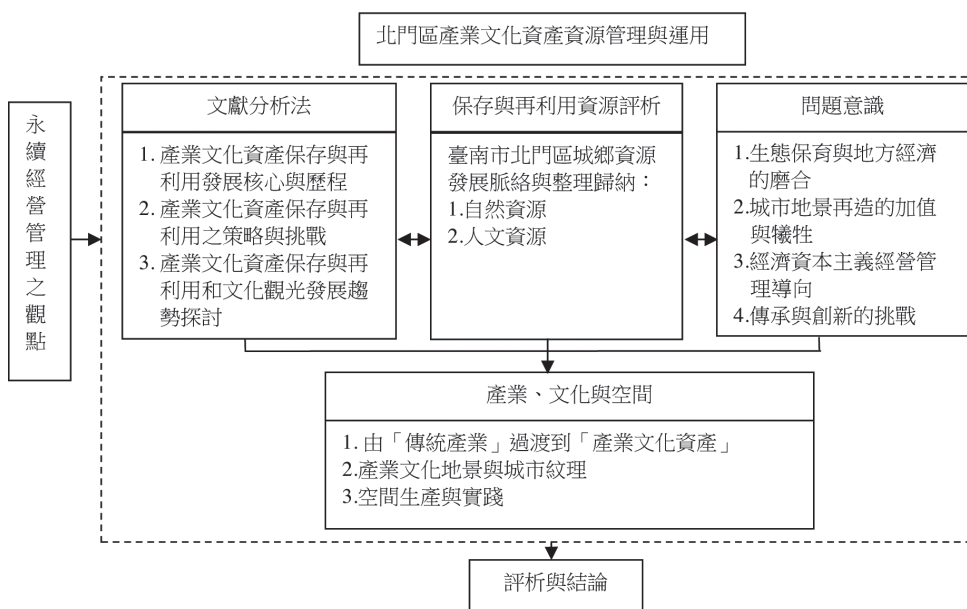 北門區產業文化資產資源管理與運用
永續經營管理之觀點
文獻分析法
1. 產業文化資產保存與再
利用發展核心與歷程
2. 產業文化資產保存與再
利用之策略與挑戰
3. 產業文化資產保存與再
利用和文化觀光發展趨
勢探討
保存與再利用資源評析
臺南市北門區城鄉資源
發展脈絡與整理歸納：
1.自然資源
2.人文資源
問題意識
1.生態保育與地方經濟
的磨合
2.城市地景再造的加值
與犧牲
3.經濟資本主義經營管
理導向
4.傳承與創新的挑戰
產業、文化與空間
1. 由「傳統產業」過渡到「產業文化資產」
2.產業文化地景與城市紋理
3.空間生產與實踐
評析與結論